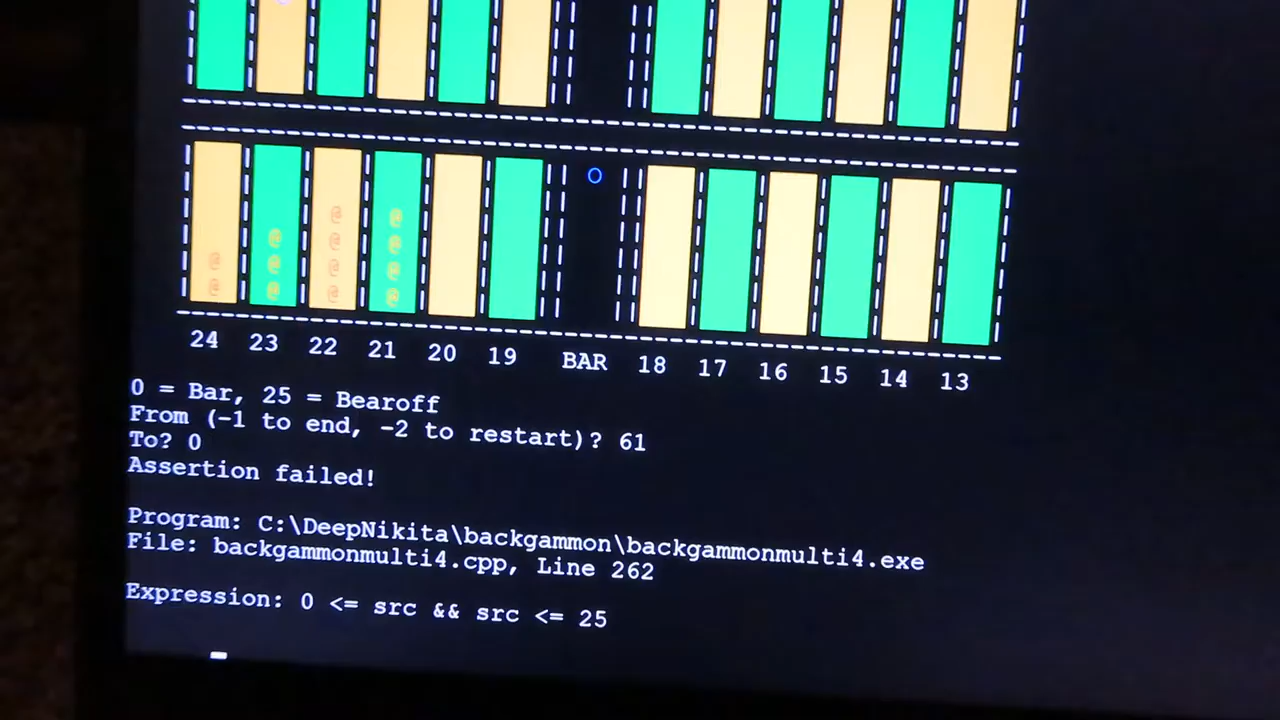 O
@ @
@ @ @
@ @ @ @
@ @ @ @
24 23 22 21 20 19 BAR 18 17 16 15 14 13
0 = Bar, 25 = Bearoff
From (-1 to end, -2 to restart)? 61
To? 0
Assertion failed!
Program: C:\DeepNikita\backgammon\backgammonmulti4.exe
File: backgammonmulti4.cpp, Line 262
Expression: 0 <= src && src <= 25